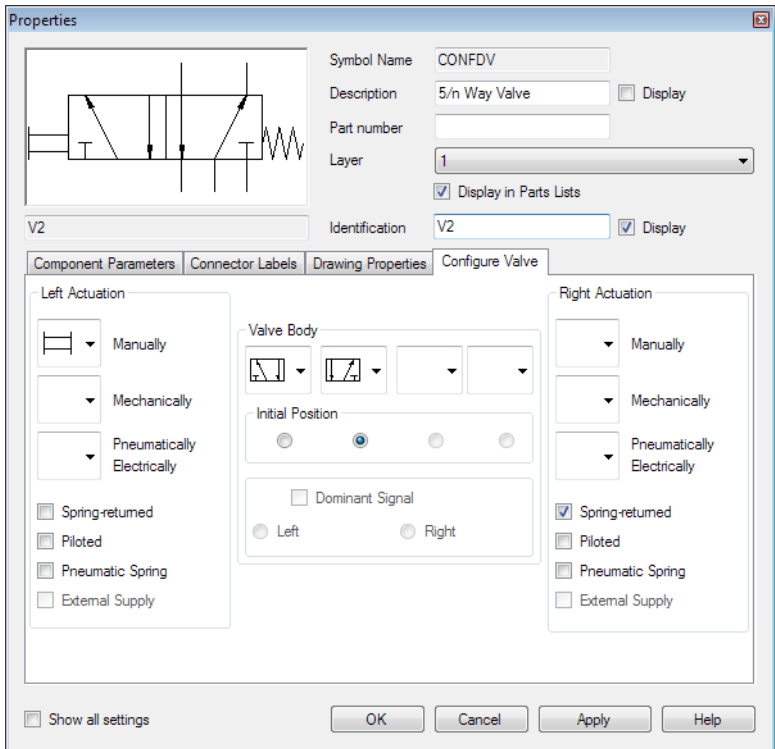 Properties
Symbol Name CONFDV
Description 5/n Way Valve Display
Part number
Layer 1
Display in Parts Lists
V2 Identification V2 Display
Component Parameters Connector Labels Drawing Properties Configure Valve
Left Actuation
Manually
Mechanically
Pneumatically
Electrically
Spring-returned
Piloted
Pneumatic Spring
External Supply
Valve Body
Initial Position
Dominant Signal
Left Right
Right Actuation
Manually
Mechanically
Pneumatically
Electrically
Spring-returned
Piloted
Pneumatic Spring
External Supply
Show all settings OK Cancel Apply Help